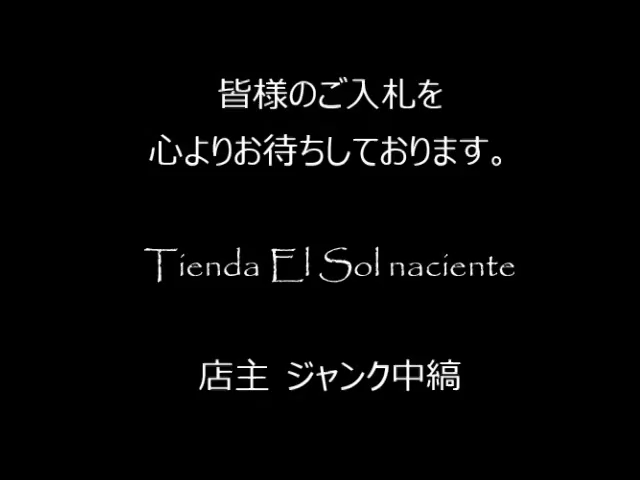 皆様のご入札を
心よりお待ちしております。
Tienda El Sol naciente
店主 ジャンク中縞